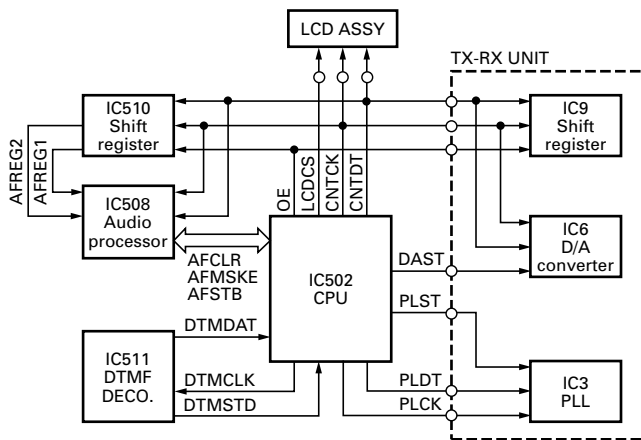 LCD ASSY
TX-RX UNIT
IC510
Shift
register
IC9
Shift
register
AFREG2
AFREG1
IC508
Audio
processor
OE
LCDCS
CNTCK
CNTDT
AFCLR
AFMSKE
AFSTB
IC502
CPU
DAST
IC6
D/A
converter
PLST
IC511
DTMF
DECO.
DTMDAT
DTMCLK
DTMSTD
PLDT
PLCK
IC3
PLL